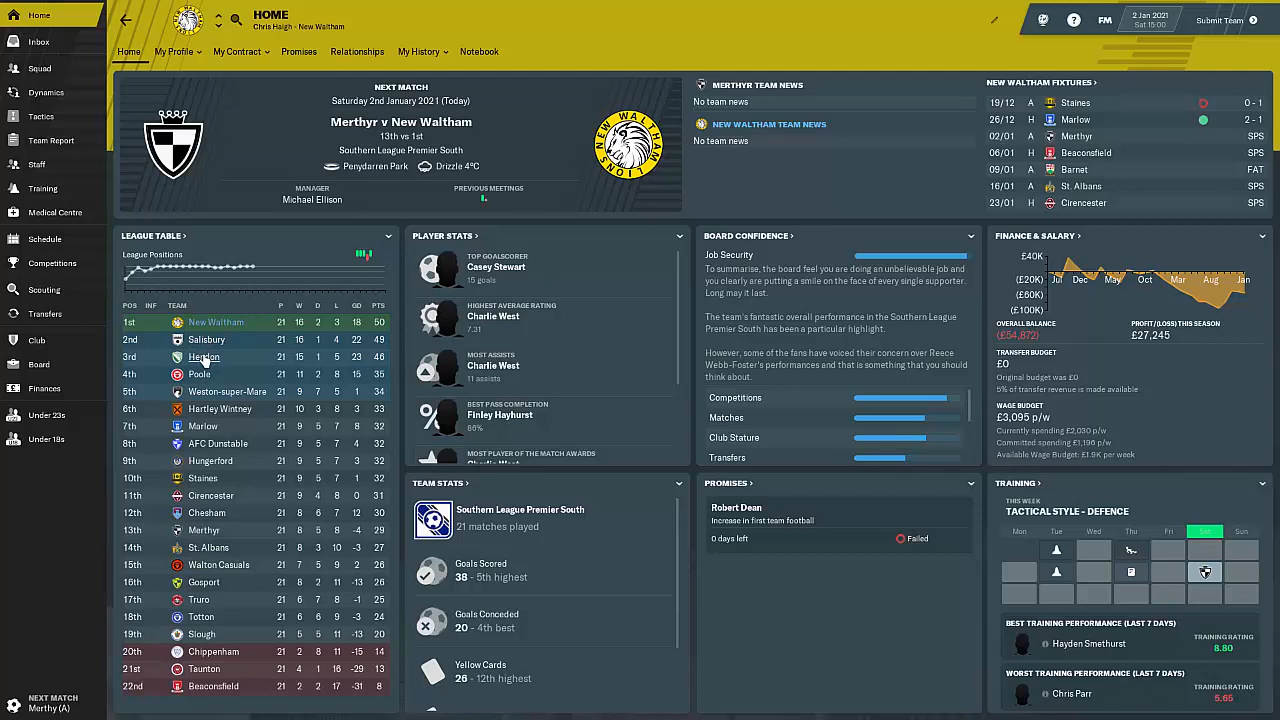 Home
Inbox
Squad
Dynamics
Tactics
Team Report
Staff
Training
Medical Centre
Schedule
Competitions
Scouting
Transfers
Club
Board
Finances
Under 23s
Under 18s
NEXT MATCH
Merthy (A)
HOME
Chris Haigh - New Waltham
? FM
2 Jan 2021
Sat 15:00
Submit Team
Home My Profile My Contract Promises Relationships My History Notebook
NEXT MATCH
Saturday 2nd January 2021 (Today)
Merthyr v New Waltham
13th vs 1st
Southern League Premier South
Penydarren Park Drizzle 4°C
MANAGER
Michael Ellison
PREVIOUS MEETINGS
NEW WALTHAM LIONS
MERTHYR TEAM NEWS
No team news
NEW WALTHAM TEAM NEWS
No team news
NEW WALTHAM FIXTURES >
19/12 A Staines 0 - 1
26/12 H Marlow 2 - 1
02/01 A Merthyr SPS
06/01 H Beaconsfield SPS
09/01 A Barnet FAT
16/01 A St. Albans SPS
23/01 H Cirencester SPS
LEAGUE TABLE >
League Positions
POS INF TEAM P W D L GD PTS
1st New Waltham 21 16 2 3 18 50
2nd Salisbury 21 16 1 4 22 49
3rd Hendon 21 15 1 5 23 46
4th Poole 21 11 2 8 15 35
5th Weston-super-Mare 21 9 7 5 1 34
6th Hartley Wintney 21 10 3 8 3 33
7th Marlow 21 9 5 7 8 32
8th AFC Dunstable 21 9 5 7 4 32
9th Hungerford 21 9 5 7 3 32
10th Staines 21 9 5 7 1 32
11th Cirencester 21 9 4 8 0 31
12th Chesham 21 8 6 7 12 30
13th Merthyr 21 8 5 8 -4 29
14th St. Albans 21 8 3 10 -3 27
15th Walton Casuals 21 7 5 9 2 26
16th Gosport 21 8 2 11 -13 26
17th Truro 21 6 7 8 -1 25
18th Totton 21 6 6 9 -3 24
19th Slough 21 5 5 11 -13 20
20th Chippenham 21 2 8 11 -15 14
21st Taunton 21 4 1 16 -29 13
22nd Beaconsfield 21 2 2 17 -31 8
PLAYER STATS >
TOP GOALSCORER
Casey Stewart
15 goals
HIGHEST AVERAGE RATING
Charlie West
7.31
MOST ASSISTS
Charlie West
11 assists
BEST PASS COMPLETION
Finley Hayhurst
86%
MOST PLAYER OF THE MATCH AWARDS
Charlie West
TEAM STATS >
Southern League Premier South
21 matches played
Goals Scored
38 - 5th highest
Goals Conceded
20 - 4th best
Yellow Cards
26 - 12th highest
BOARD CONFIDENCE >
Job Security
To summarise, the board feel you are doing an unbelievable job and
you clearly are putting a smile on the face of every single supporter.
Long may it last.
The team's fantastic overall performance in the Southern League
Premier South has been a particular highlight.
However, some of the fans have voiced their concern over Reece
Webb-Foster's performances and that is something that you should
think about.
Competitions
Matches
Club Stature
Transfers
PROMISES >
Robert Dean
Increase in first team football
0 days left Failed
FINANCE & SALARY >
£40K
(£20K)
(£60K)
(£100K)
Jul Dec May Oct Mar Aug Jan
OVERALL BALANCE
(£54,872)
PROFIT/(LOSS) THIS SEASON
£27,245
TRANSFER BUDGET
£0
Original budget was £0
5% of transfer revenue is made available
WAGE BUDGET
£3,095 p/w
Currently spending £2,030 p/w
Committed spending £1,196 p/w
Available Wage Budget: £1.9K per week
TRAINING >
THIS WEEK
TACTICAL STYLE - DEFENCE
Mon Tue Wed Thu Fri Sat Sun
BEST TRAINING PERFORMANCE (LAST 7 DAYS)
Hayden Smethurst
TRAINING RATING
8.80
WORST TRAINING PERFORMANCE (LAST 7 DAYS)
Chris Parr
TRAINING RATING
5.65